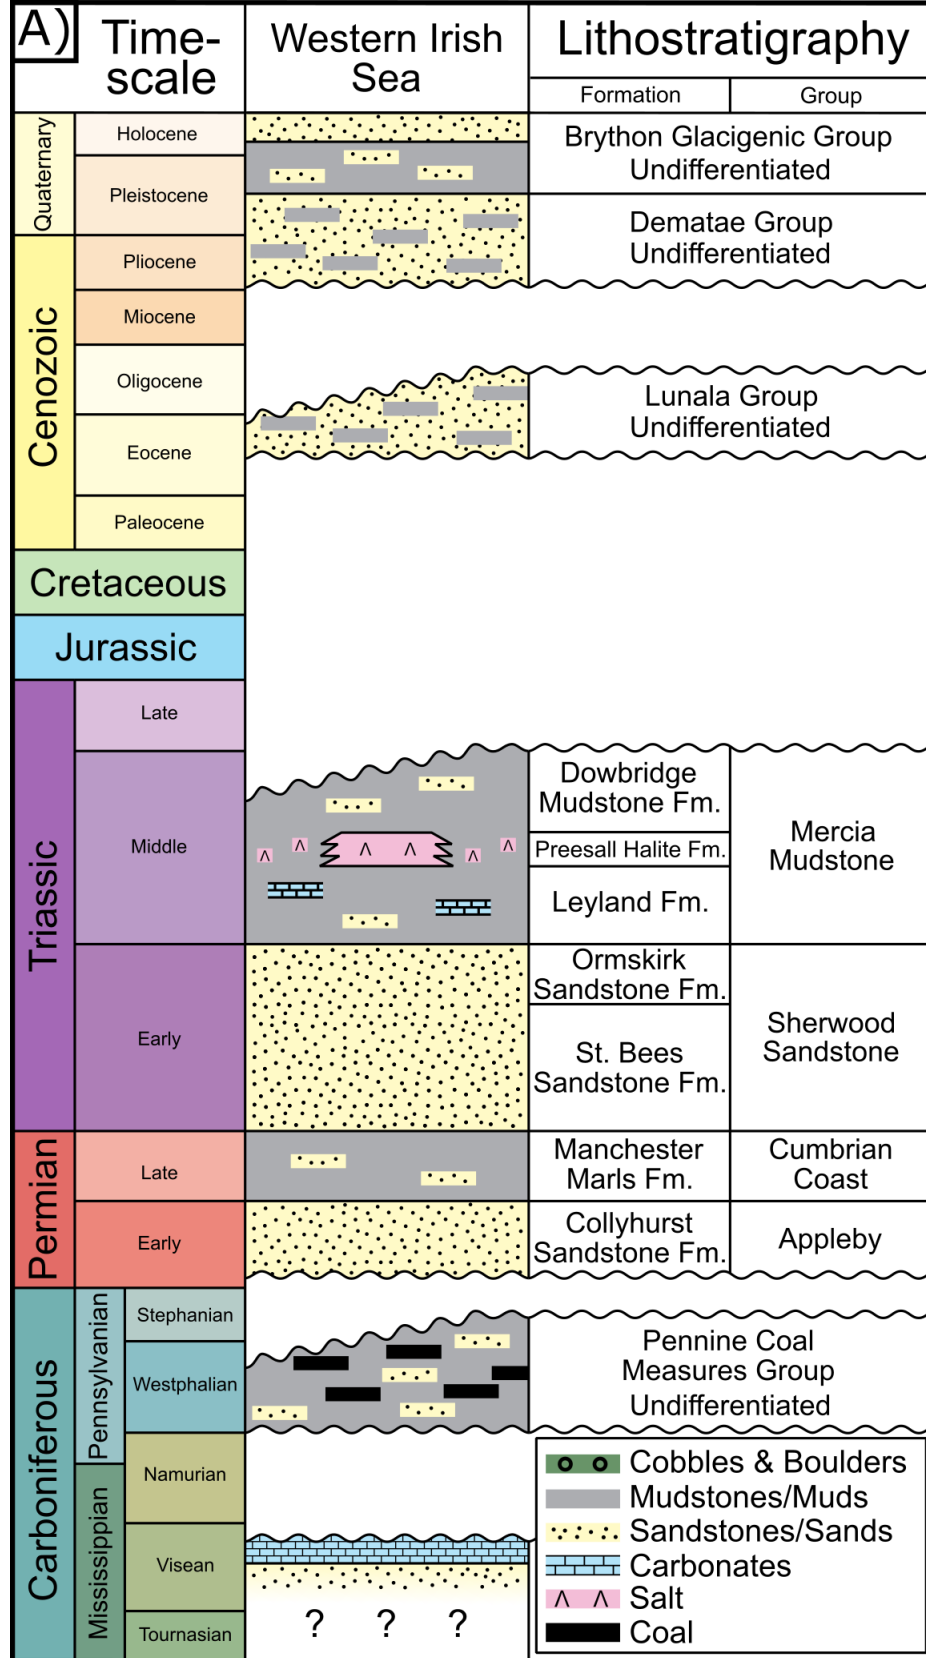 A)
Time-
scale
Western Irish
Sea
Lithostratigraphy
Formation
Group
Quaternary
Holocene
Pleistocene
Brython Glacigenic Group
Undifferentiated
Dematae Group
Undifferentiated
Cenozoic
Pliocene
Miocene
Oligocene
Eocene
Paleocene
Lunala Group
Undifferentiated
Cretaceous
Jurassic
Triassic
Late
Middle
Early
Dowbridge
Mudstone Fm.
Preesall Halite Fm.
Leyland Fm.
Mercia
Mudstone
Ormskirk
Sandstone Fm.
St. Bees
Sandstone Fm.
Sherwood
Sandstone
Permian
Late
Early
Manchester
Marls Fm.
Cumbrian
Coast
Collyhurst
Sandstone Fm.
Appleby
Carboniferous
Pennsylvanian
Mississippian
Stephanian
Westphalian
Namurian
Visean
Tournasian
Pennine Coal
Measures Group
Undifferentiated
? ? ?
Cobbles & Boulders
Mudstones/Muds
Sandstones/Sands
Carbonates
Salt
Coal